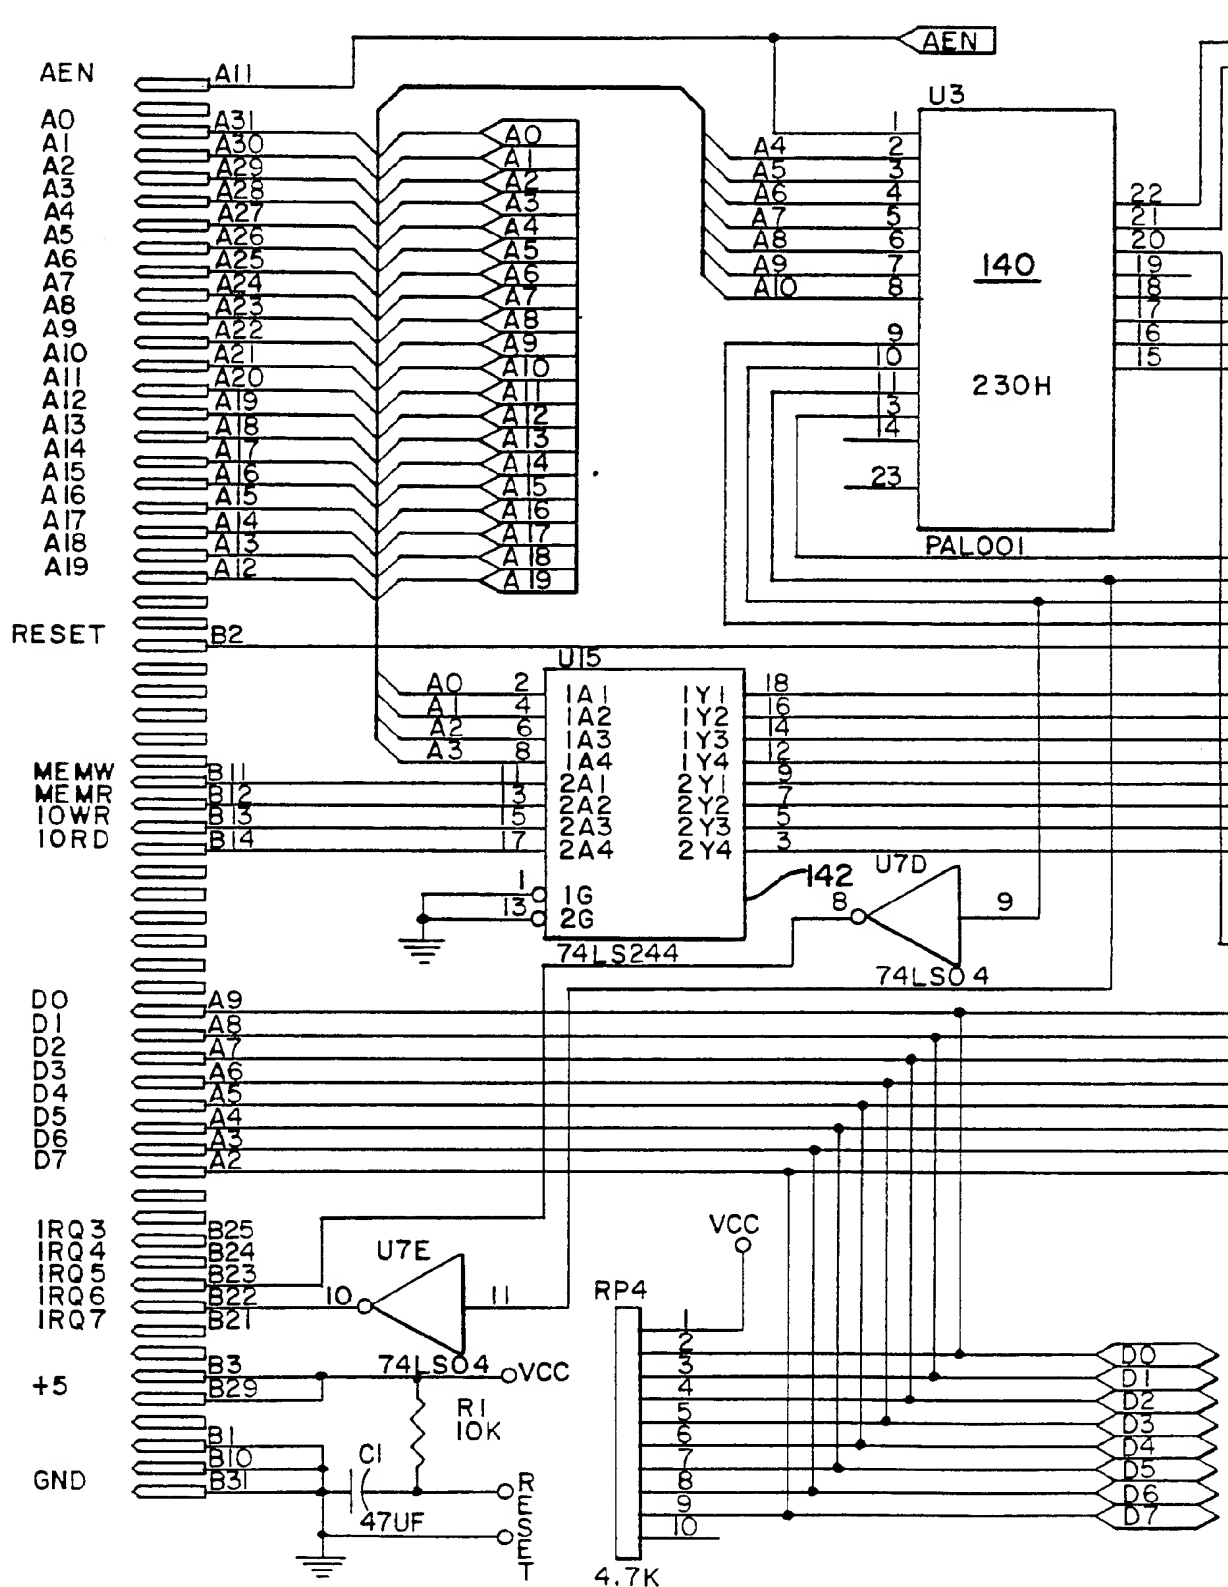 AEN
A11
AEN
A0
A1
A2
A3
A4
A5
A6
A7
A8
A9
A10
A11
A12
A13
A14
A15
A16
A17
A18
A19
A31
A30
A29
A28
A27
A26
A25
A24
A23
A22
A21
A20
A19
A18
A17
A16
A15
A14
A13
A12
A0
A1
A2
A3
A4
A5
A6
A7
A8
A9
A10
A11
A12
A13
A14
A15
A16
A17
A18
A19
U3
1
A4 2
A5 3
A6 4
A7 5
A8 6
A9 7
A10 8
9
10
11
13
14
23
140
230H
22
21
20
19
18
17
16
15
PAL001
RESET
B2
U15
A0 2 1A1 1Y1 18
A1 4 1A2 1Y2 16
A2 6 1A3 1Y3 14
A3 8 1A4 1Y4 12
MEMW B11 11 2A1 2Y1 9
MEMR B12 13 2A2 2Y2 7
IOWR B13 15 2A3 2Y3 5
IORD B14 17 2A4 2Y4 3
1 1G
13 2G
74LS244
142
U7D
8
9
74LS04
D0 A9
D1 A8
D2 A7
D3 A6
D4 A5
D5 A4
D6 A3
D7 A2
IRQ3 B25
IRQ4 B24
IRQ5 B23
IRQ6 B22
IRQ7 B21
U7E
10
11
74LS04
+5
B3
B29
VCC
R1
10K
B1
B10
GND B31
C1
47UF
RESET
VCC
RP4
1
2
3
4
5
6
7
8
9
10
4.7K
D0
D1
D2
D3
D4
D5
D6
D7